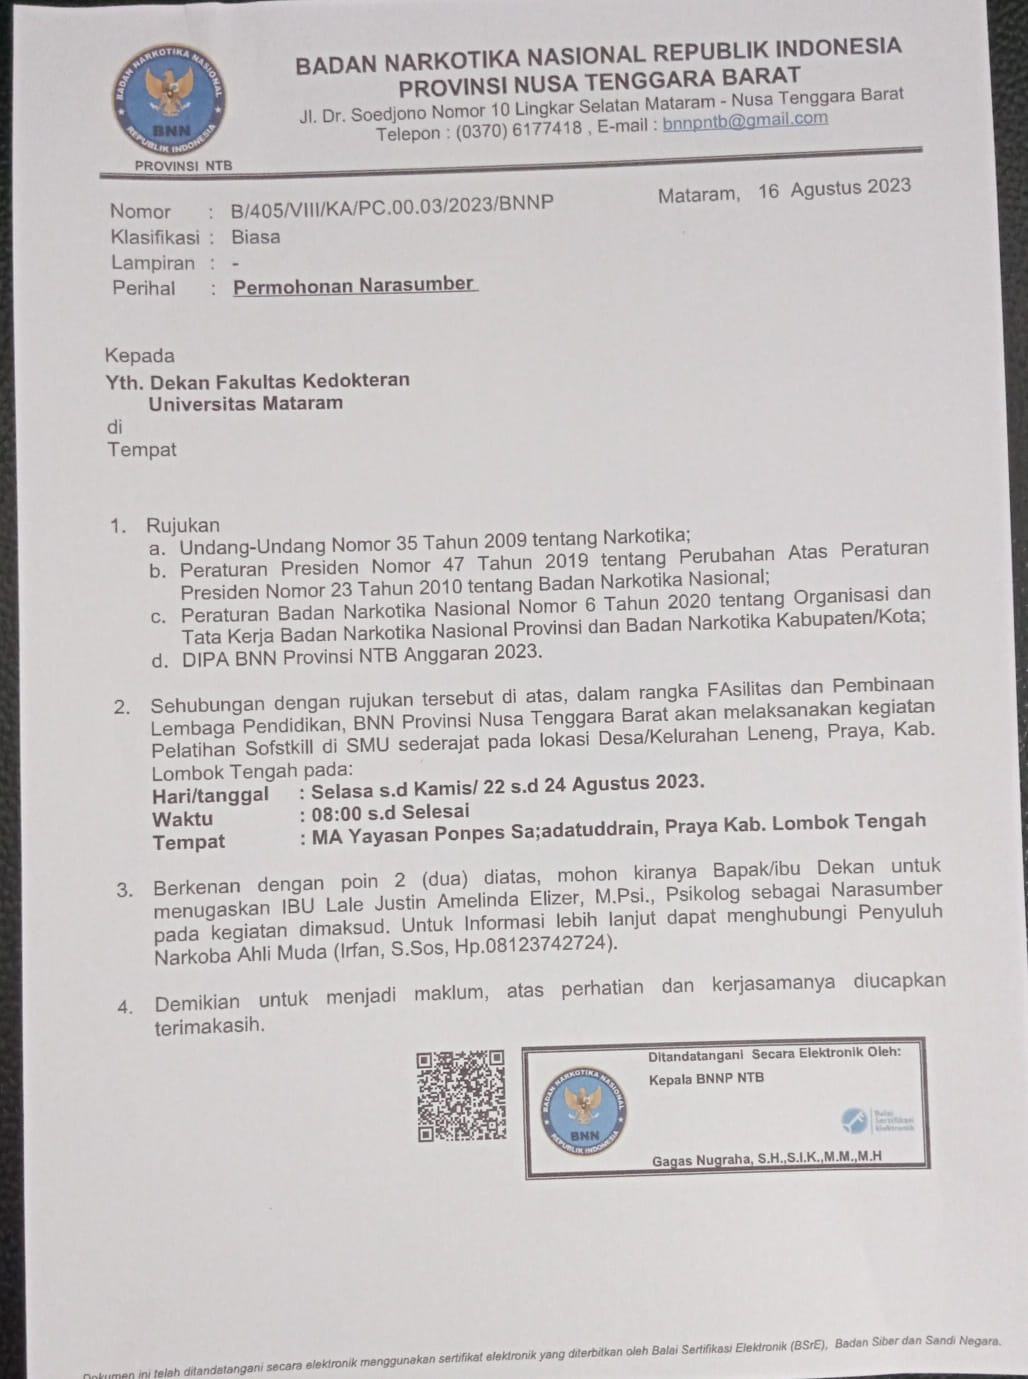 BADAN NARKOTIKA NASIONAL
BNN
REPUBLIK INDONESIA
PROVINSI NTB
BADAN NARKOTIKA NASIONAL REPUBLIK INDONESIA
PROVINSI NUSA TENGGARA BARAT
Jl. Dr. Soedjono Nomor 10 Lingkar Selatan Mataram - Nusa Tenggara Barat
Telepon : (0370) 6177418 , E-mail : bnnpntb@gmail.com
Mataram, 16 Agustus 2023
Nomor : B/405/VIII/KA/PC.00.03/2023/BNNP
Klasifikasi : Biasa
Lampiran : -
Perihal : Permohonan Narasumber
Kepada
Yth. Dekan Fakultas Kedokteran
Universitas Mataram
di
Tempat
1. Rujukan
a. Undang-Undang Nomor 35 Tahun 2009 tentang Narkotika;
b. Peraturan Presiden Nomor 47 Tahun 2019 tentang Perubahan Atas Peraturan
Presiden Nomor 23 Tahun 2010 tentang Badan Narkotika Nasional;
c. Peraturan Badan Narkotika Nasional Nomor 6 Tahun 2020 tentang Organisasi dan
Tata Kerja Badan Narkotika Nasional Provinsi dan Badan Narkotika Kabupaten/Kota;
d. DIPA BNN Provinsi NTB Anggaran 2023.
2. Sehubungan dengan rujukan tersebut di atas, dalam rangka FAsilitas dan Pembinaan
Lembaga Pendidikan, BNN Provinsi Nusa Tenggara Barat akan melaksanakan kegiatan
Pelatihan Sofstkill di SMU sederajat pada lokasi Desa/Kelurahan Leneng, Praya, Kab.
Lombok Tengah pada:
Hari/tanggal : Selasa s.d Kamis/ 22 s.d 24 Agustus 2023.
Waktu : 08:00 s.d Selesai
Tempat : MA Yayasan Ponpes Sa;adatuddrain, Praya Kab. Lombok Tengah
3. Berkenan dengan poin 2 (dua) diatas, mohon kiranya Bapak/ibu Dekan untuk
menugaskan IBU Lale Justin Amelinda Elizer, M.Psi., Psikolog sebagai Narasumber
pada kegiatan dimaksud. Untuk Informasi lebih lanjut dapat menghubungi Penyuluh
Narkoba Ahli Muda (Irfan, S.Sos, Hp.08123742724).
4. Demikian untuk menjadi maklum, atas perhatian dan kerjasamanya diucapkan
terimakasih.
Ditandatangani Secara Elektronik Oleh:
Kepala BNNP NTB
BADAN NARKOTIKA NASIONAL
BNN
REPUBLIK INDONESIA
Balai
Sertifikasi
Elektronik
Gagas Nugraha, S.H.,S.I.K.,M.M.,M.H
Dokumen ini telah ditandatangani secara elektronik menggunakan sertifikat elektronik yang diterbitkan oleh Balai Sertifikasi Elektronik (BSrE), Badan Siber dan Sandi Negara.